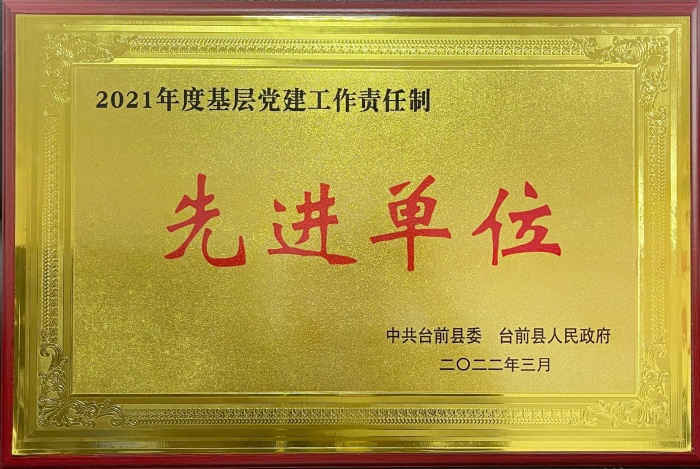 2021年度基层党建工作责任制
先进单位
中共台前县委　台前县人民政府
二〇二二年三月